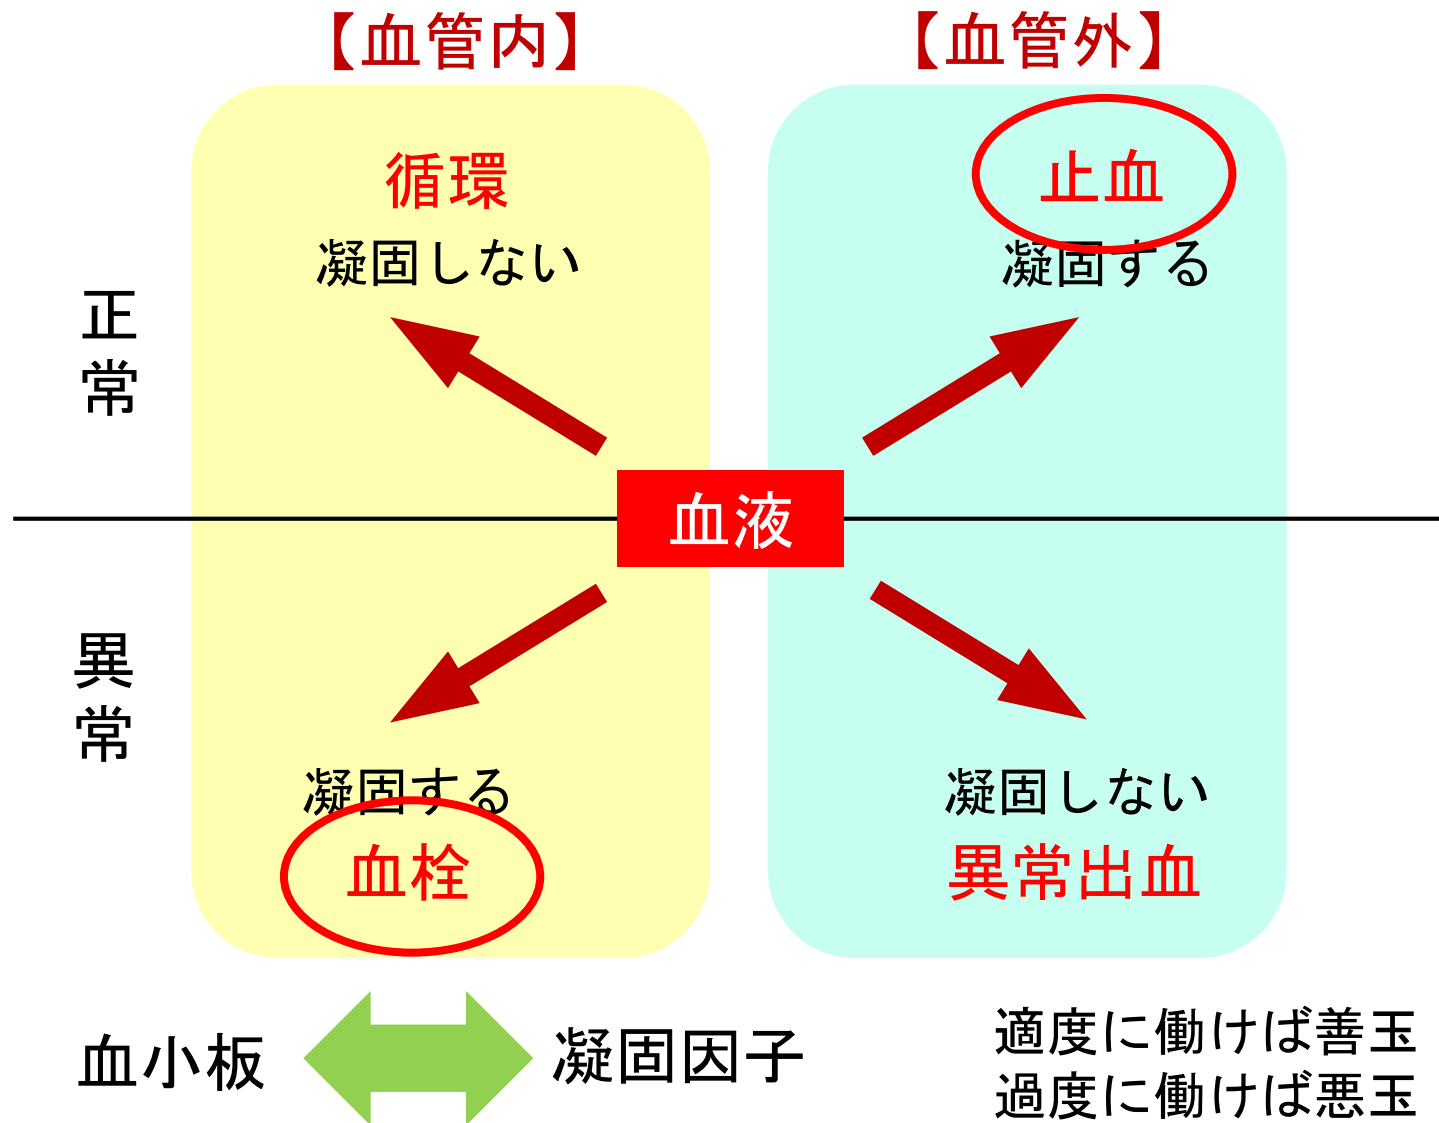 【血管内】
【血管外】
循環
凝固しない
止血
凝固する
正常
血液
異常
凝固する
血栓
凝固しない
異常出血
血小板
凝固因子
適度に働けば善玉
過度に働けば悪玉